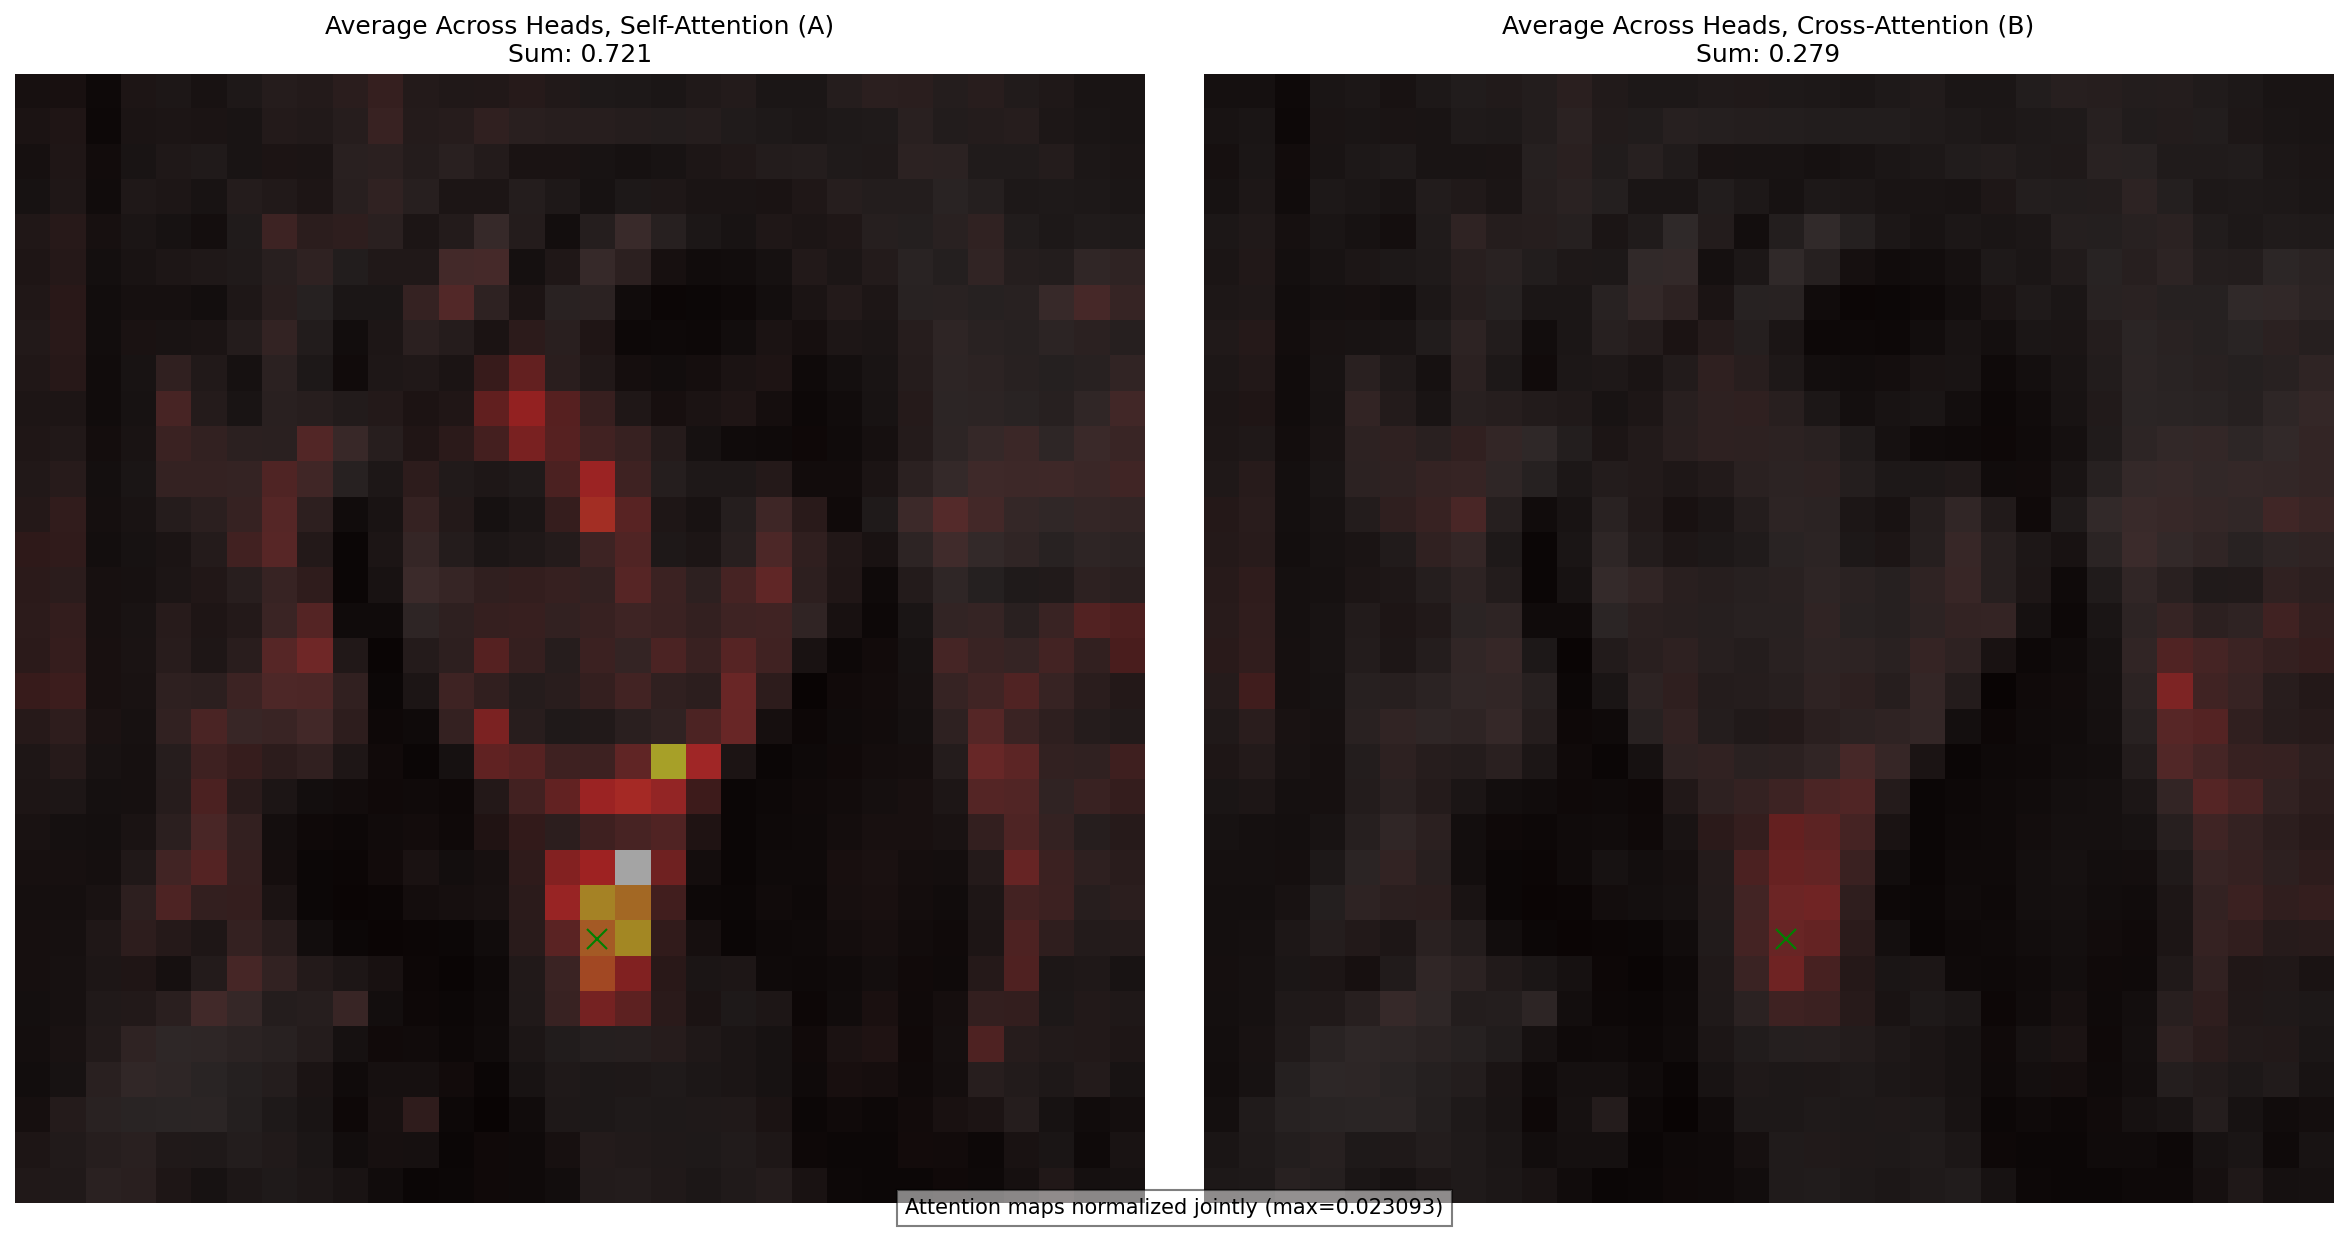 Average Across Heads, Self-Attention (A)
Sum: 0.721
Average Across Heads, Cross-Attention (B)
Sum: 0.279
Attention maps normalized jointly (max=0.023093)